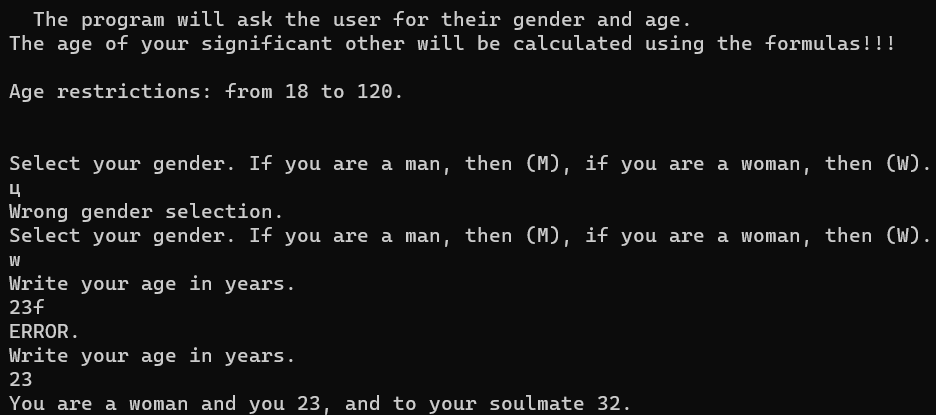 The program will ask the user for their gender and age.
The age of your significant other will be calculated using the formulas!!!
Age restrictions: from 18 to 120.
Select your gender. If you are a man, then (M), if you are a woman, then (W).
ц
Wrong gender selection.
Select your gender. If you are a man, then (M), if you are a woman, then (W).
w
Write your age in years.
23f
ERROR.
Write your age in years.
23
You are a woman and you 23, and to your soulmate 32.